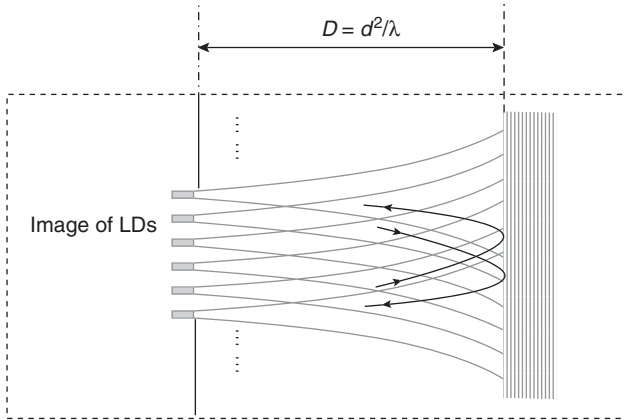 D = d²/λ
Image of LDs